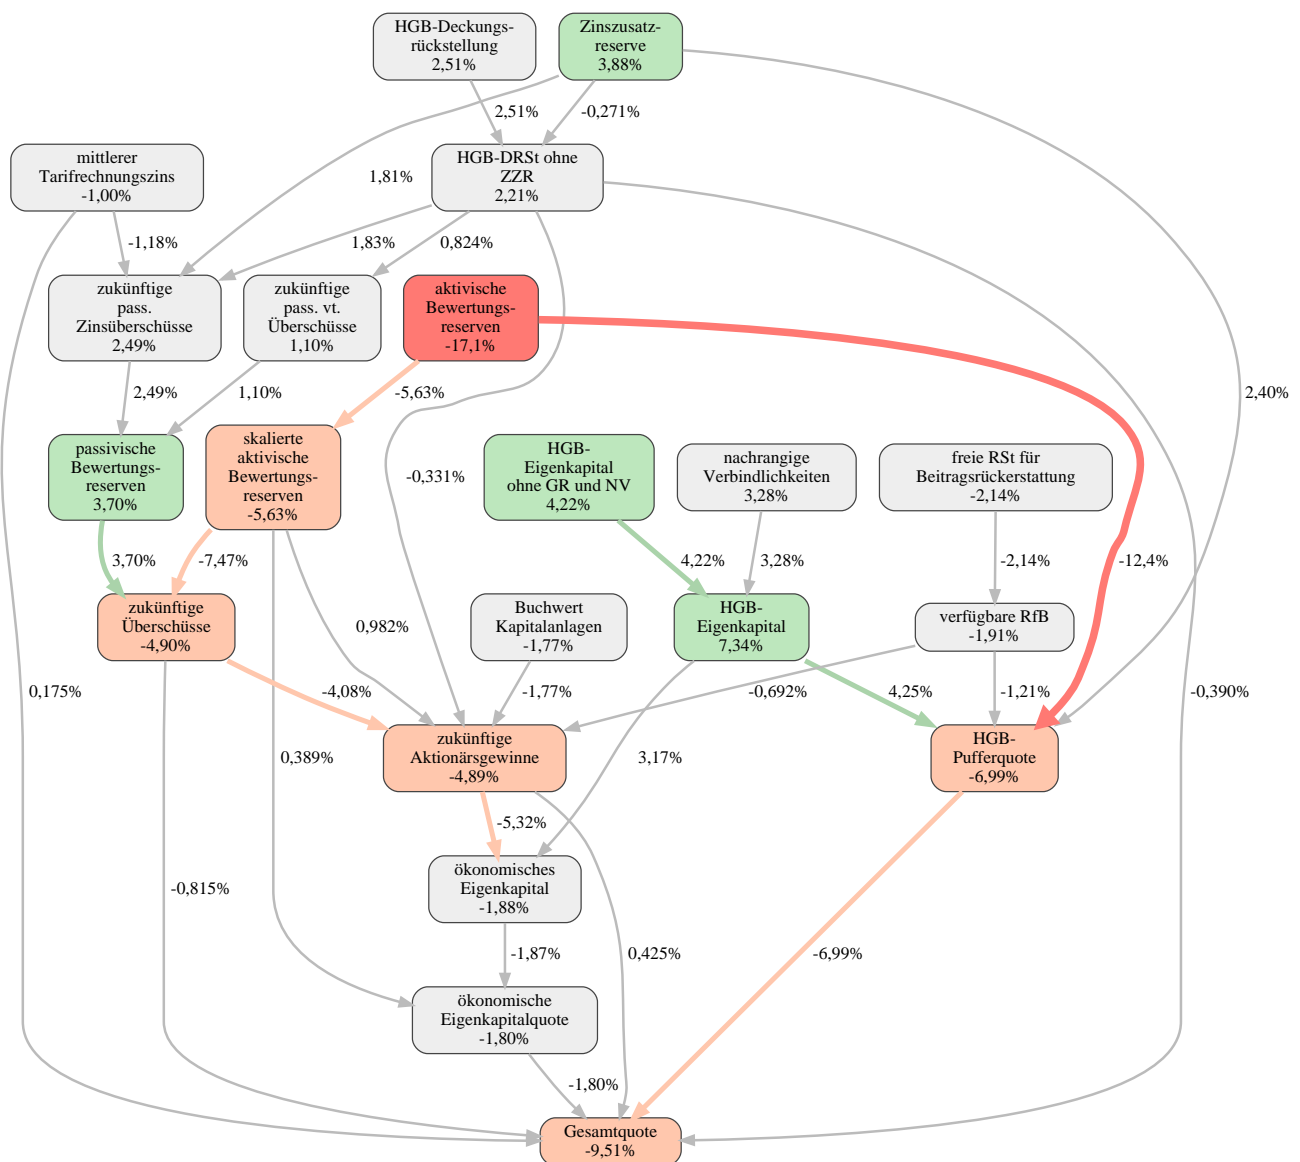 HGB-Deckungs-
rückstellung
2,51%
Zinszusatz-
reserve
3,88%
2,51%
-0,271%
mittlerer
Tarifrechnungszins
-1,00%
1,81%
HGB-DRSt ohne
ZZR
2,21%
-1,18%
1,83%
0,824%
zukünftige
pass.
Zinsüberschüsse
2,49%
zukünftige
pass. vt.
Überschüsse
1,10%
aktivische
Bewertungs-
reserven
-17,1%
2,49%
1,10%
-5,63%
2,40%
passivische
Bewertungs-
reserven
3,70%
skalierte
aktivische
Bewertungs-
reserven
-5,63%
-0,331%
HGB-
Eigenkapital
ohne GR und NV
4,22%
nachrangige
Verbindlichkeiten
3,28%
freie RSt für
Beitragsrückerstattung
-2,14%
3,70%
-7,47%
4,22%
3,28%
-2,14%
-12,4%
zukünftige
Überschüsse
-4,90%
0,982%
Buchwert
Kapitalanlagen
-1,77%
HGB-
Eigenkapital
7,34%
verfügbare RfB
-1,91%
0,175%
-4,08%
-1,77%
-0,692%
4,25%
-1,21%
-0,390%
0,389%
zukünftige
Aktionärsgewinne
-4,89%
3,17%
HGB-
Pufferquote
-6,99%
-5,32%
-0,815%
ökonomisches
Eigenkapital
-1,88%
-1,87%
0,425%
-6,99%
ökonomische
Eigenkapitalquote
-1,80%
-1,80%
Gesamtquote
-9,51%